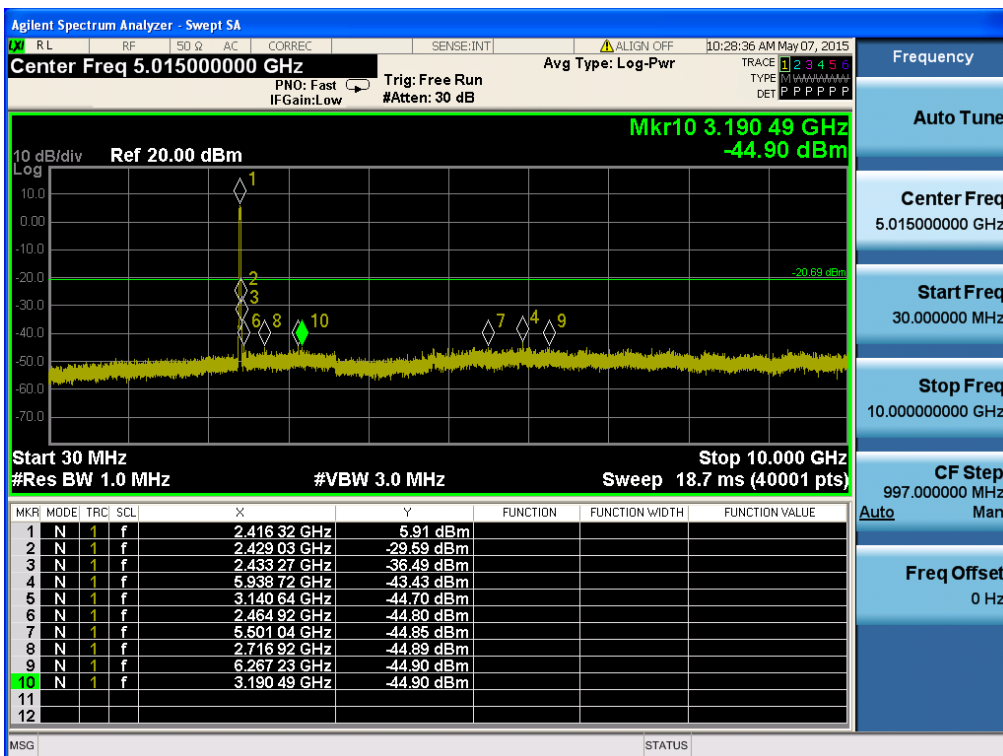 Agilent Spectrum Analyzer - Swept SA
LXI RL RF 50 Ω AC CORREC SENSE:INT ALIGN OFF 10:28:36 AM May 07, 2015
Center Freq 5.015000000 GHz
PNO: Fast
IFGain:Low
Trig: Free Run
#Atten: 30 dB
Avg Type: Log-Pwr
TRACE 1 2 3 4 5 6
TYPE M
DET P P P P P P
Mkr10 3.190 49 GHz
-44.90 dBm
10 dB/div
Log
Ref 20.00 dBm
10.0
0.00
-10.0
-20.0
-30.0
-40.0
-50.0
-60.0
-70.0
-20.69 dBm
1
2
3
6 8 10 7 4 9
Start 30 MHz
Stop 10.000 GHz
#Res BW 1.0 MHz
#VBW 3.0 MHz
Sweep 18.7 ms (40001 pts)
MKR MODE TRC SCL X Y FUNCTION FUNCTION WIDTH FUNCTION VALUE
1 N 1 f 2.416 32 GHz 5.91 dBm
2 N 1 f 2.429 03 GHz -29.59 dBm
3 N 1 f 2.433 27 GHz -36.49 dBm
4 N 1 f 5.938 72 GHz -43.43 dBm
5 N 1 f 3.140 64 GHz -44.70 dBm
6 N 1 f 2.464 92 GHz -44.80 dBm
7 N 1 f 5.501 04 GHz -44.85 dBm
8 N 1 f 2.716 92 GHz -44.89 dBm
9 N 1 f 6.267 23 GHz -44.90 dBm
10 N 1 f 3.190 49 GHz -44.90 dBm
11
12
MSG
STATUS
Frequency
Auto Tune
Center Freq
5.015000000 GHz
Start Freq
30.000000 MHz
Stop Freq
10.000000000 GHz
CF Step
997.000000 MHz
Auto Man
Freq Offset
0 Hz